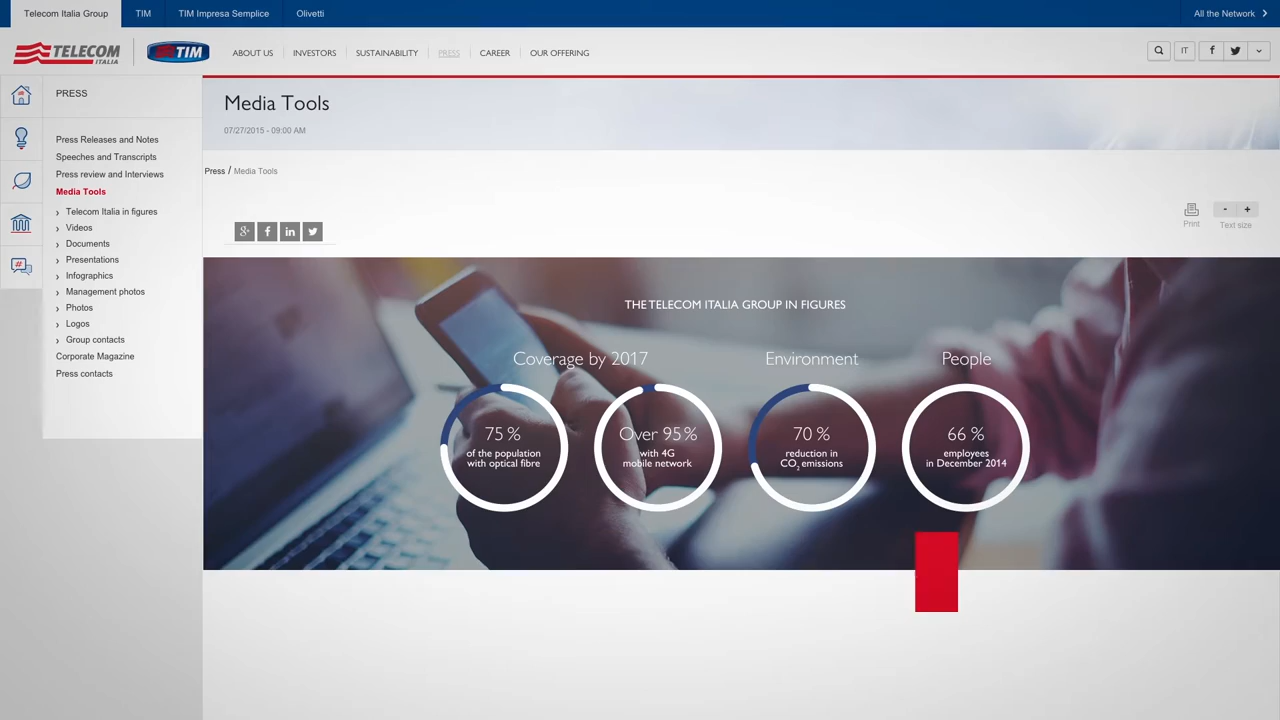 Telecom Italia Group
TIM
TIM Impresa Semplice
Olivetti
All the Network
TELECOM
ITALIA
TIM
ABOUT US
INVESTORS
SUSTAINABILITY
PRESS
CAREER
OUR OFFERING
IT
PRESS
Press Releases and Notes
Speeches and Transcripts
Press review and Interviews
Media Tools
Telecom Italia in figures
Videos
Documents
Presentations
Infographics
Management photos
Photos
Logos
Group contacts
Corporate Magazine
Press contacts
Media Tools
07/27/2015 - 09:00 AM
Press / Media Tools
Print
- +
Text size
THE TELECOM ITALIA GROUP IN FIGURES
Coverage by 2017
Environment
People
75 %
of the population
with optical fibre
Over 95 %
with 4G
mobile network
70 %
reduction in
CO2 emissions
66 %
employees
in December 2014